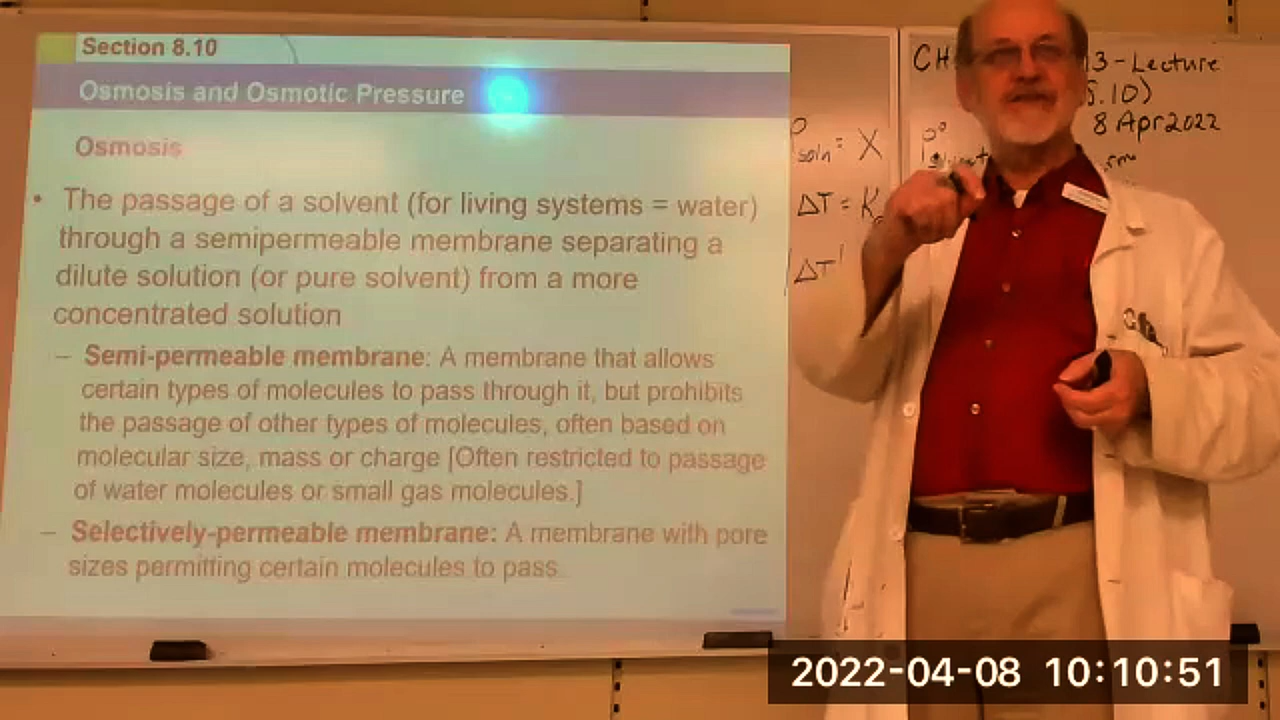 Section 8.10
Osmosis and Osmotic Pressure
Osmosis
• The passage of a solvent (for living systems = water)
through a semipermeable membrane separating a
dilute solution (or pure solvent) from a more
concentrated solution
– Semi-permeable membrane: A membrane that allows
certain types of molecules to pass through it, but prohibits
the passage of other types of molecules, often based on
molecular size, mass or charge [Often restricted to passage
of water molecules or small gas molecules.]
– Selectively-permeable membrane: A membrane with pore
sizes permitting certain molecules to pass.
soln = X
ΔT = K
ΔT
CH 3-Lecture
8.10)
8 Apr 2022
2022-04-08 10:10:51